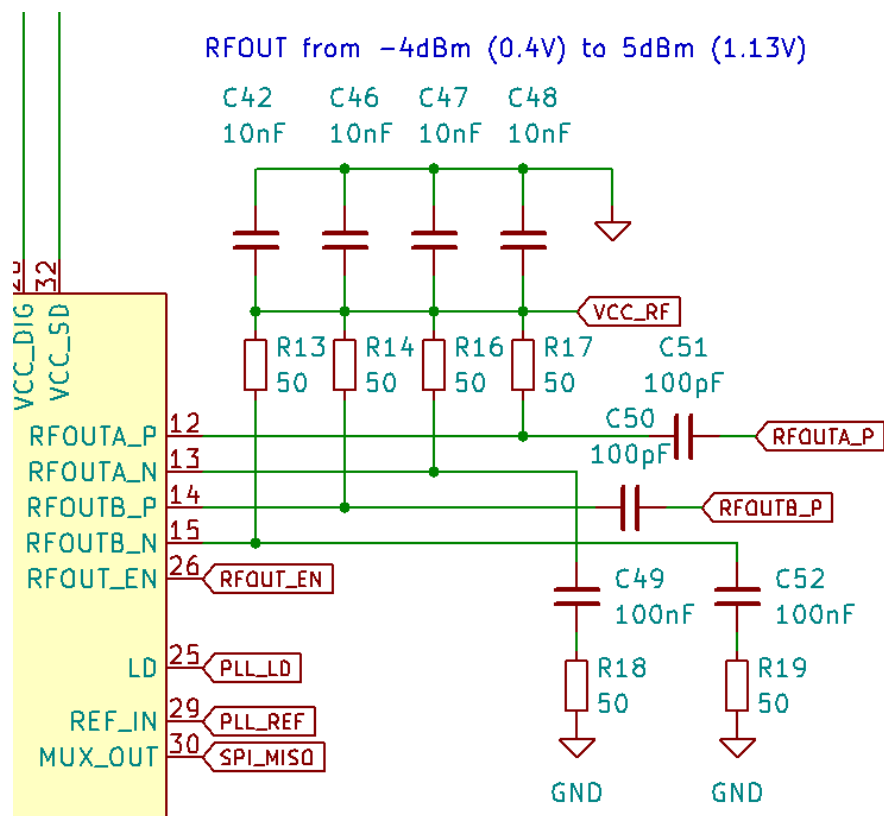 RFOUT from -4dBm (0.4V) to 5dBm (1.13V)
C42 C46 C47 C48
10nF 10nF 10nF 10nF
32
VCC_DIG
VCC_SD
VCC_RF
R13 R14 R16 R17 C51
50 50 50 50 100pF
C50
100pF
RFOUTA_P 12 RFOUTA_P
RFOUTA_N 13
RFOUTB_P 14 RFOUTB_P
RFOUTB_N 15
RFOUT_EN 26 RFOUT_EN
C49 C52
100nF 100nF
LD 25 PLL_LD
R18 R19
50 50
REF_IN 29 PLL_REF
MUX_OUT 30 SPI_MISO
GND GND